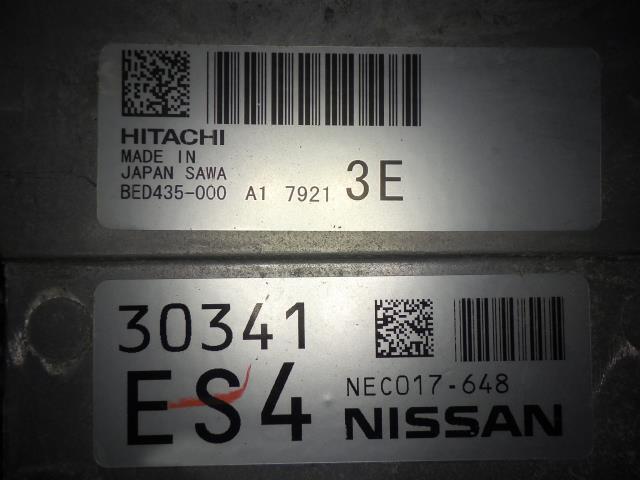 HITACHI
MADE IN
JAPAN SAWA
BED435-000 A1 7921 3E
30341
ES4
NEC017-648
NISSAN